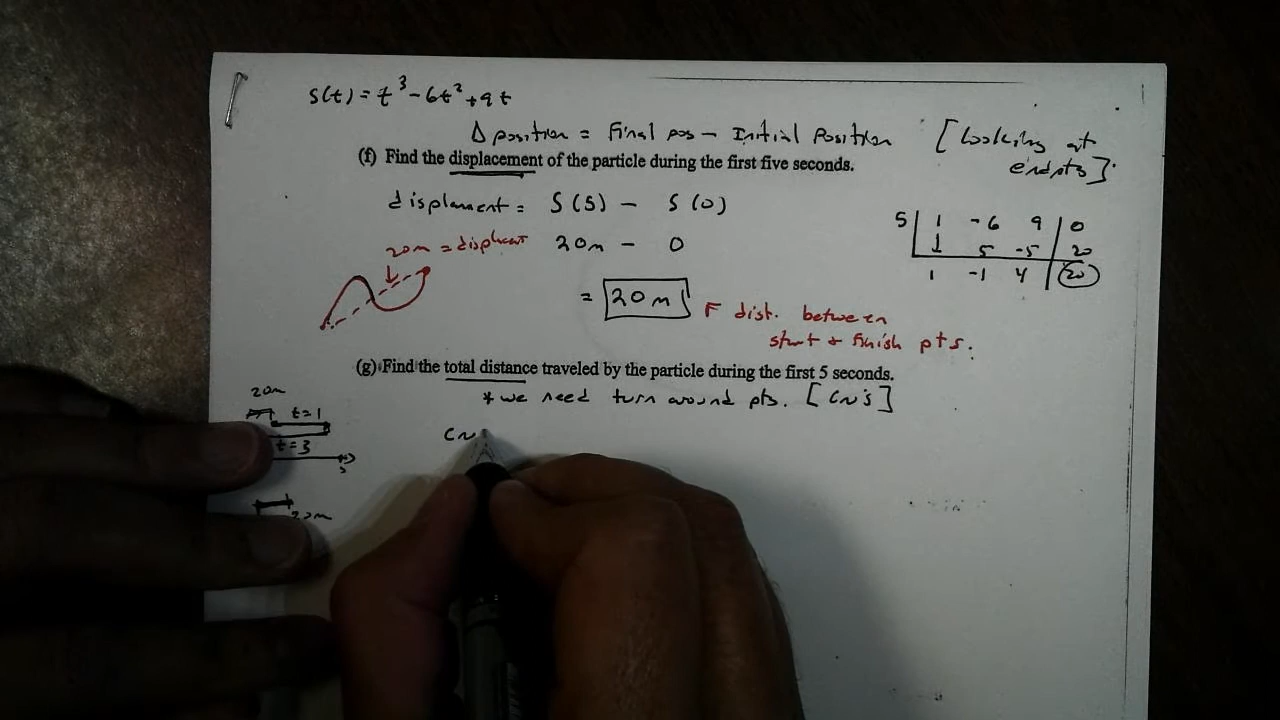 s(t) = t³ - 6t² + 9t
Δ position = Final pos - Initial Position [looking at endpts]
(f) Find the displacement of the particle during the first five seconds.
displament = S(5) - S(0)
20m - 0
20m =
= 20m
dist. between
start + finish pts.
5 | 1 -6 9 | 0
↓ 5 -5 | 20
1 -1 4 | 20
(g) Find the total distance traveled by the particle during the first 5 seconds.
* we need turn around pts. [CN's]
20m
t=1
t=3
CN